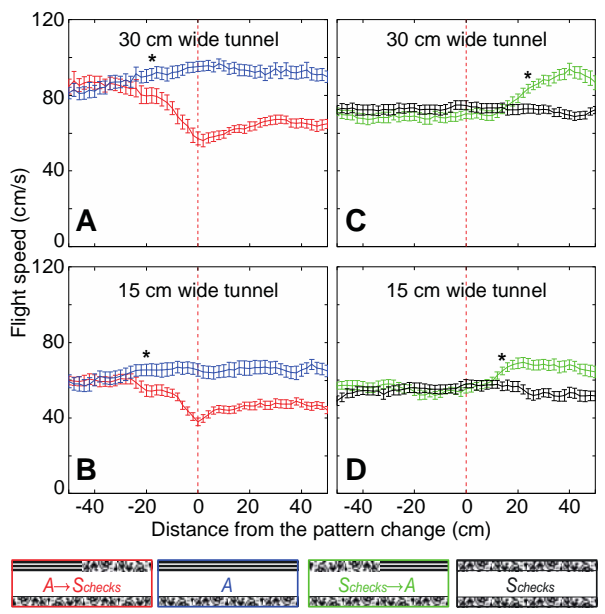 120
80
40
0
30 cm wide tunnel
*
A
30 cm wide tunnel
*
C
Flight speed (cm/s)
120
80
40
0
15 cm wide tunnel
*
B
15 cm wide tunnel
*
D
-40 -20 0 20 40
-40 -20 0 20 40
Distance from the pattern change (cm)
A→Schecks
A
Schecks→A
Schecks